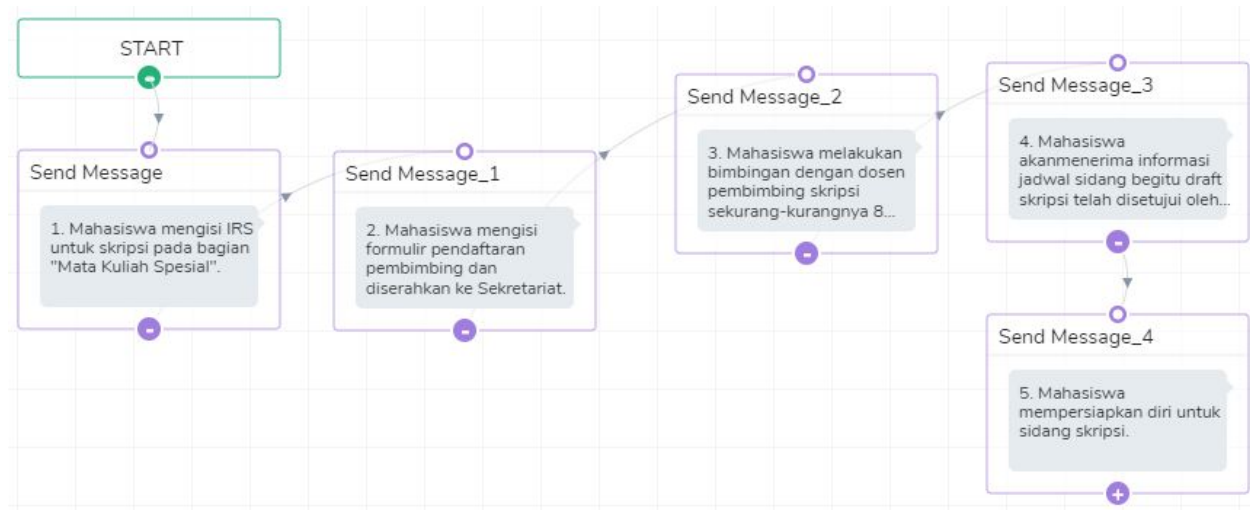 START
Send Message
1. Mahasiswa mengisi IRS
untuk skripsi pada bagian
"Mata Kuliah Spesial".
Send Message_1
2. Mahasiswa mengisi
formulir pendaftaran
pembimbing dan
diserahkan ke Sekretariat.
Send Message_2
3. Mahasiswa melakukan
bimbingan dengan dosen
pembimbing skripsi
sekurang-kurangnya 8...
Send Message_3
4. Mahasiswa
akanmenerima informasi
jadwal sidang begitu draft
skripsi telah disetujui oleh...
Send Message_4
5. Mahasiswa
mempersiapkan diri untuk
sidang skripsi.